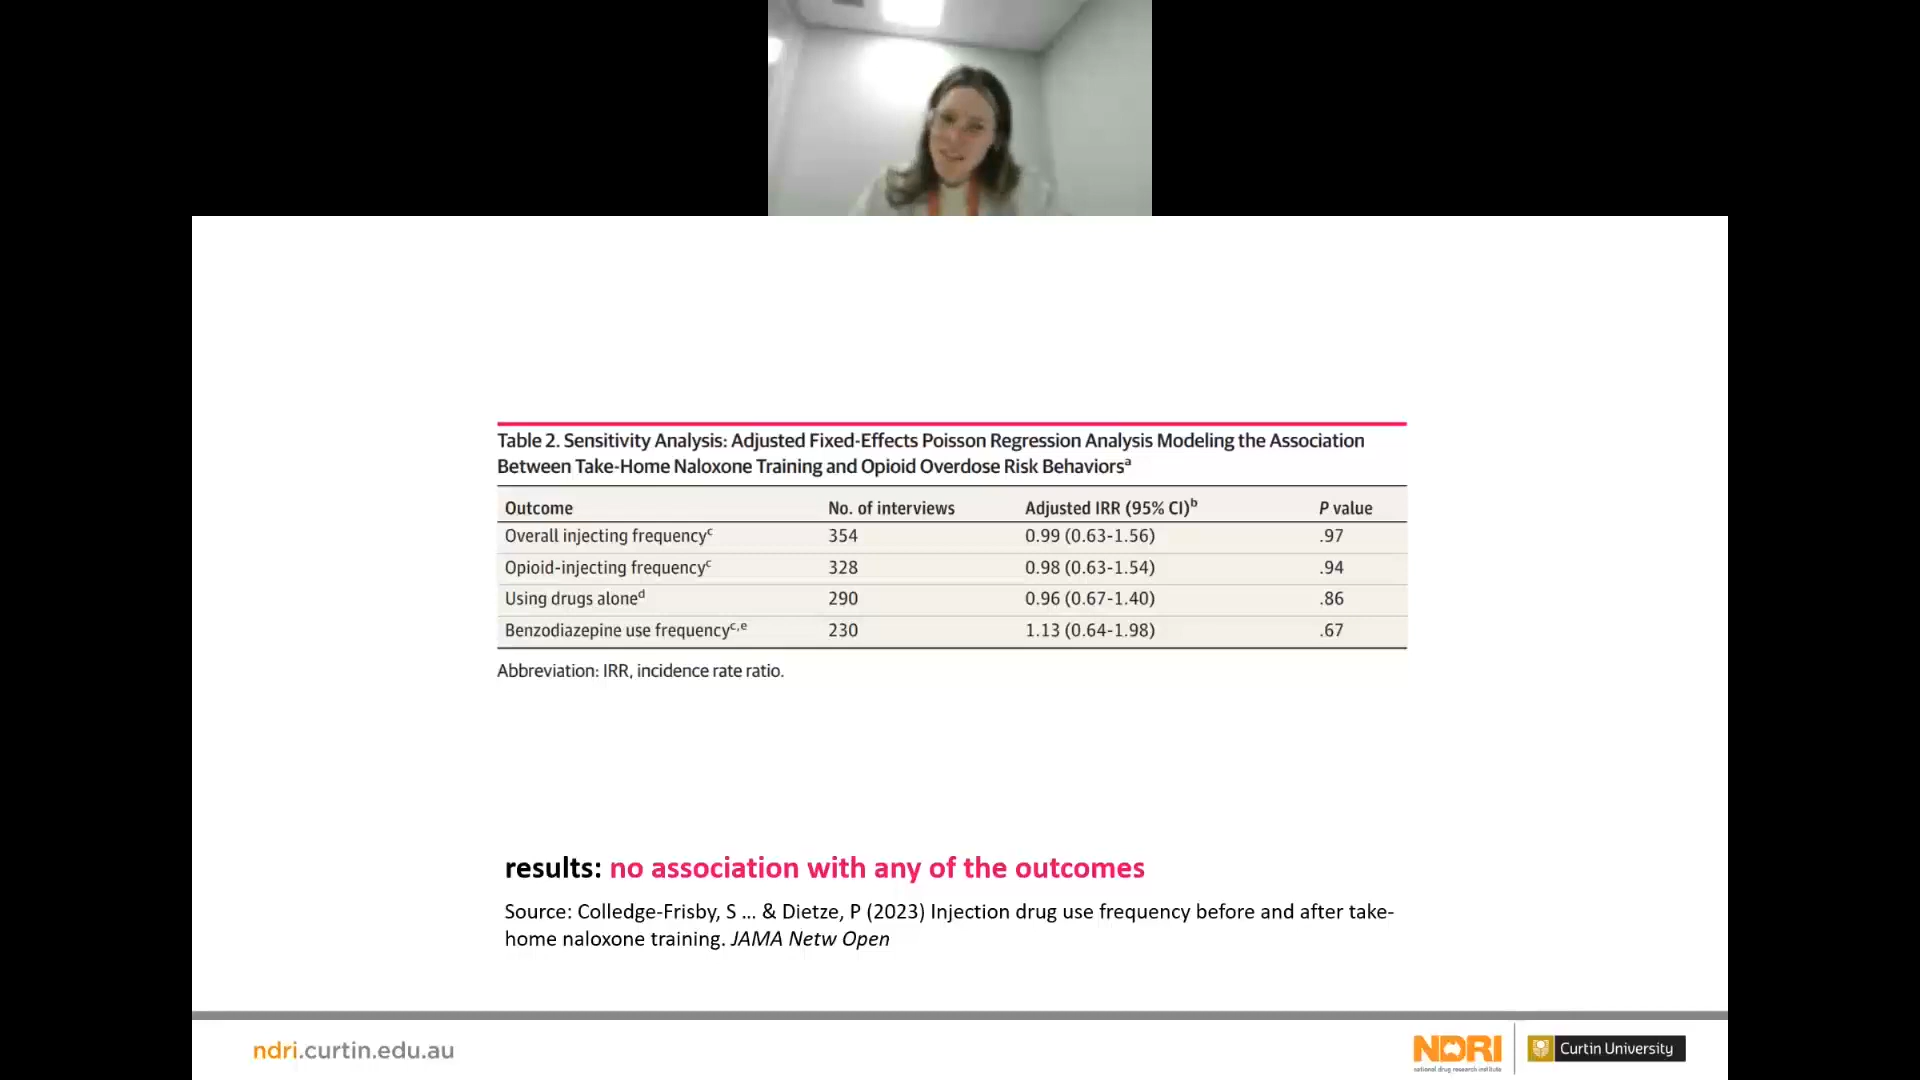 Table 2. Sensitivity Analysis: Adjusted Fixed-Effects Poisson Regression Analysis Modeling the Association
Between Take-Home Naloxone Training and Opioid Overdose Risk Behaviorsᵃ
Outcome No. of interviews Adjusted IRR (95% CI)ᵇ P value
Overall injecting frequencyᶜ 354 0.99 (0.63-1.56) .97
Opioid-injecting frequencyᶜ 328 0.98 (0.63-1.54) .94
Using drugs aloneᵈ 290 0.96 (0.67-1.40) .86
Benzodiazepine use frequencyᶜ,ᵉ 230 1.13 (0.64-1.98) .67
Abbreviation: IRR, incidence rate ratio.
results: no association with any of the outcomes
Source: Colledge-Frisby, S ... & Dietze, P (2023) Injection drug use frequency before and after take-
home naloxone training. JAMA Netw Open
ndri.curtin.edu.au
NDRI
national drug research institute
Curtin University